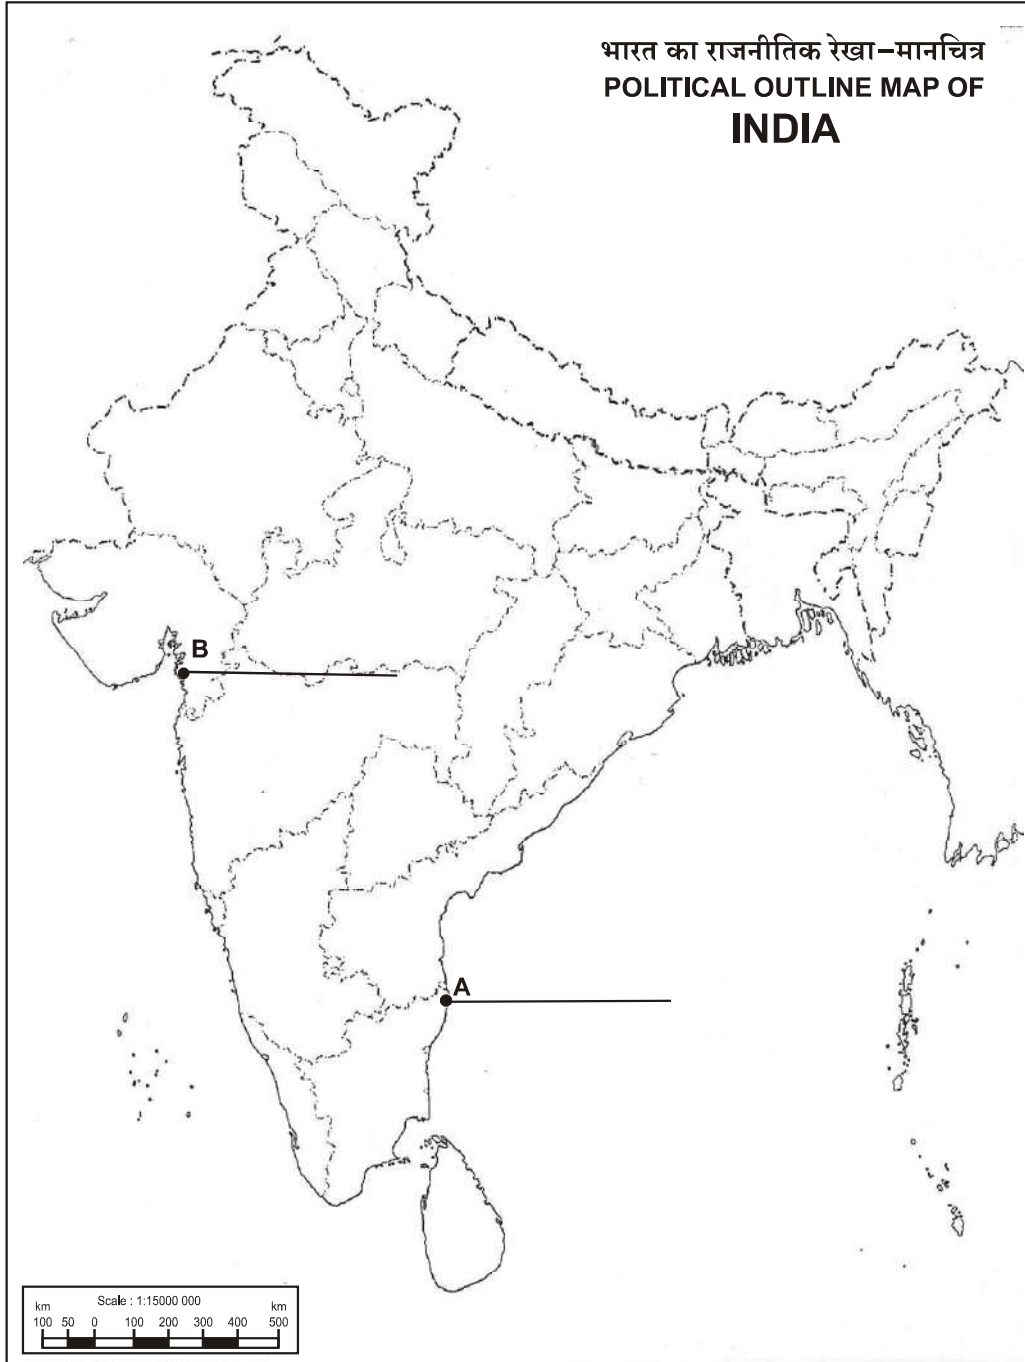 भारत का राजनीतिक रेखा–मानचित्र
POLITICAL OUTLINE MAP OF
INDIA
B
A
Scale : 1:15000 000
km km
100 50 0 100 200 300 400 500